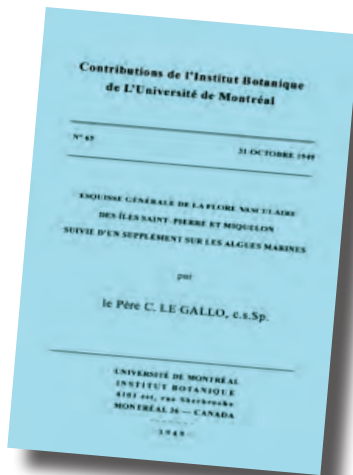 Contributions de l'Institut Botanique
de L'Université de Montréal
N° 65
31 OCTOBRE 1949
ESQUISSE GÉNÉRALE DE LA FLORE VASCULAIRE
DES ÎLES SAINT-PIERRE ET MIQUELON
SUIVIE D'UN SUPPLÉMENT SUR LES ALGUES MARINES
par
le Père C. LE GALLO, c.s.Sp.
UNIVERSITÉ DE MONTRÉAL
INSTITUT BOTANIQUE
4101 est, rue Sherbrooke
MONTRÉAL 36 — CANADA
1949